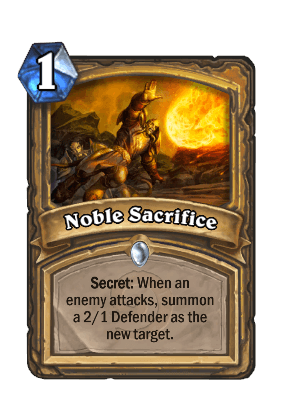 1
Noble Sacrifice
Secret: When an
enemy attacks, summon
a 2/1 Defender as the
new target.